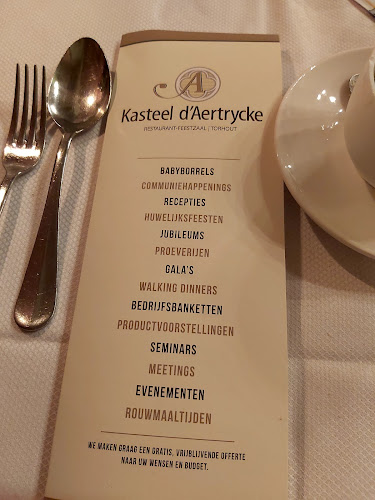 A
Kasteel d'Aertrycke
RESTAURANT-FEESTZAAL | TORHOUT
BABYBORRELS
COMMUNIEHAPPENINGS
RECEPTIES
HUWELIJKSFEESTEN
JUBILEUMS
PROEVERIJEN
GALA'S
WALKING DINNERS
BEDRIJFSBANKETTEN
PRODUCTVOORSTELLINGEN
SEMINARS
MEETINGS
EVENEMENTEN
ROUWMAALTIJDEN
WE MAKEN GRAAG EEN GRATIS, VRIJBLIJVENDE OFFERTE
NAAR UW WENSEN EN BUDGET.